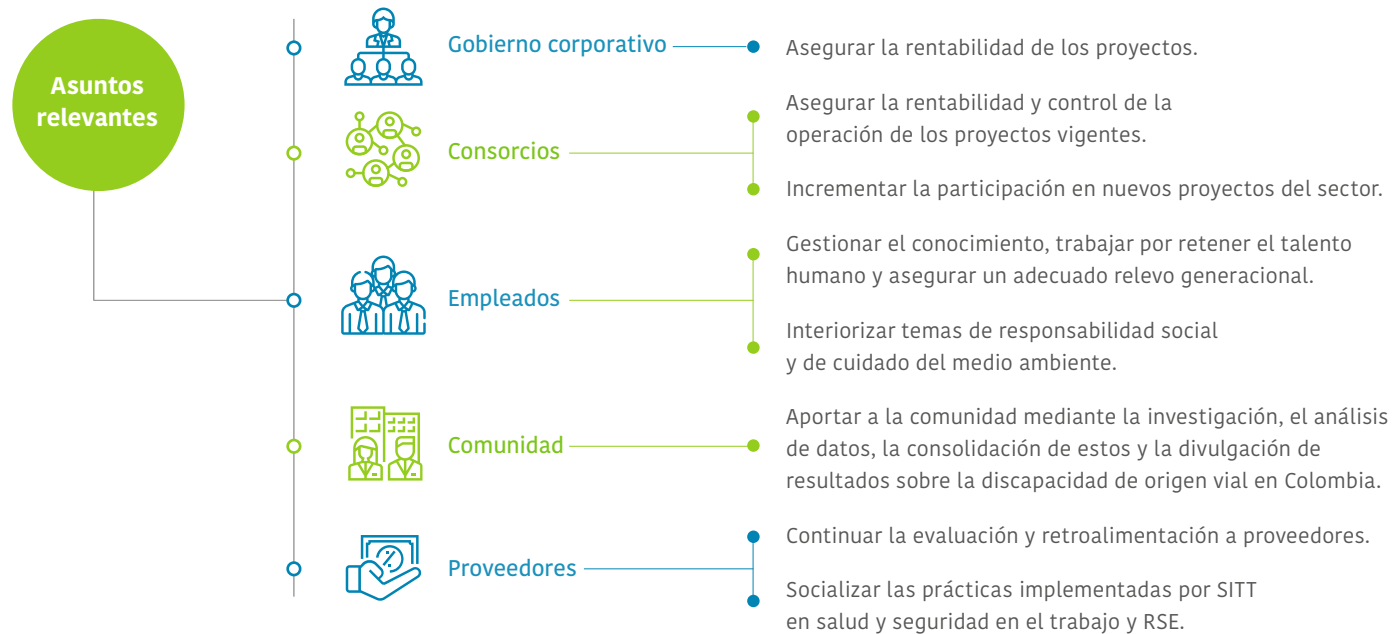 Asuntos
relevantes
Gobierno corporativo
Asegurar la rentabilidad de los proyectos.
Consorcios
Asegurar la rentabilidad y control de la
operación de los proyectos vigentes.
Incrementar la participación en nuevos proyectos del sector.
Empleados
Gestionar el conocimiento, trabajar por retener el talento
humano y asegurar un adecuado relevo generacional.
Interiorizar temas de responsabilidad social
y de cuidado del medio ambiente.
Comunidad
Aportar a la comunidad mediante la investigación, el análisis
de datos, la consolidación de estos y la divulgación de
resultados sobre la discapacidad de origen vial en Colombia.
Proveedores
Continuar la evaluación y retroalimentación a proveedores.
Socializar las prácticas implementadas por SITT
en salud y seguridad en el trabajo y RSE.